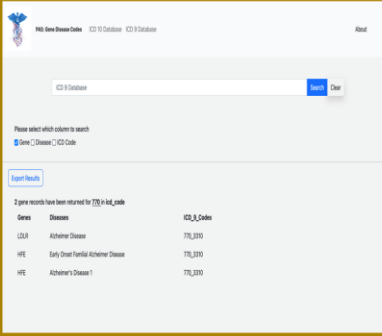 PAS: Gene Disease Codes ICD 10 Database ICD 9 Database About
ICD 9 Database Search Clear
Please select which column to search
Gene Disease ICD Code
Export Results
2 gene records have been returned for 770 in icd_code
Genes Diseases ICD_9_Codes
LDLR Alzheimer Disease 770_3310
HFE Early Onset Familial Alzheimer Disease 770_3310
HFE Alzheimer's Disease 1 770_3310